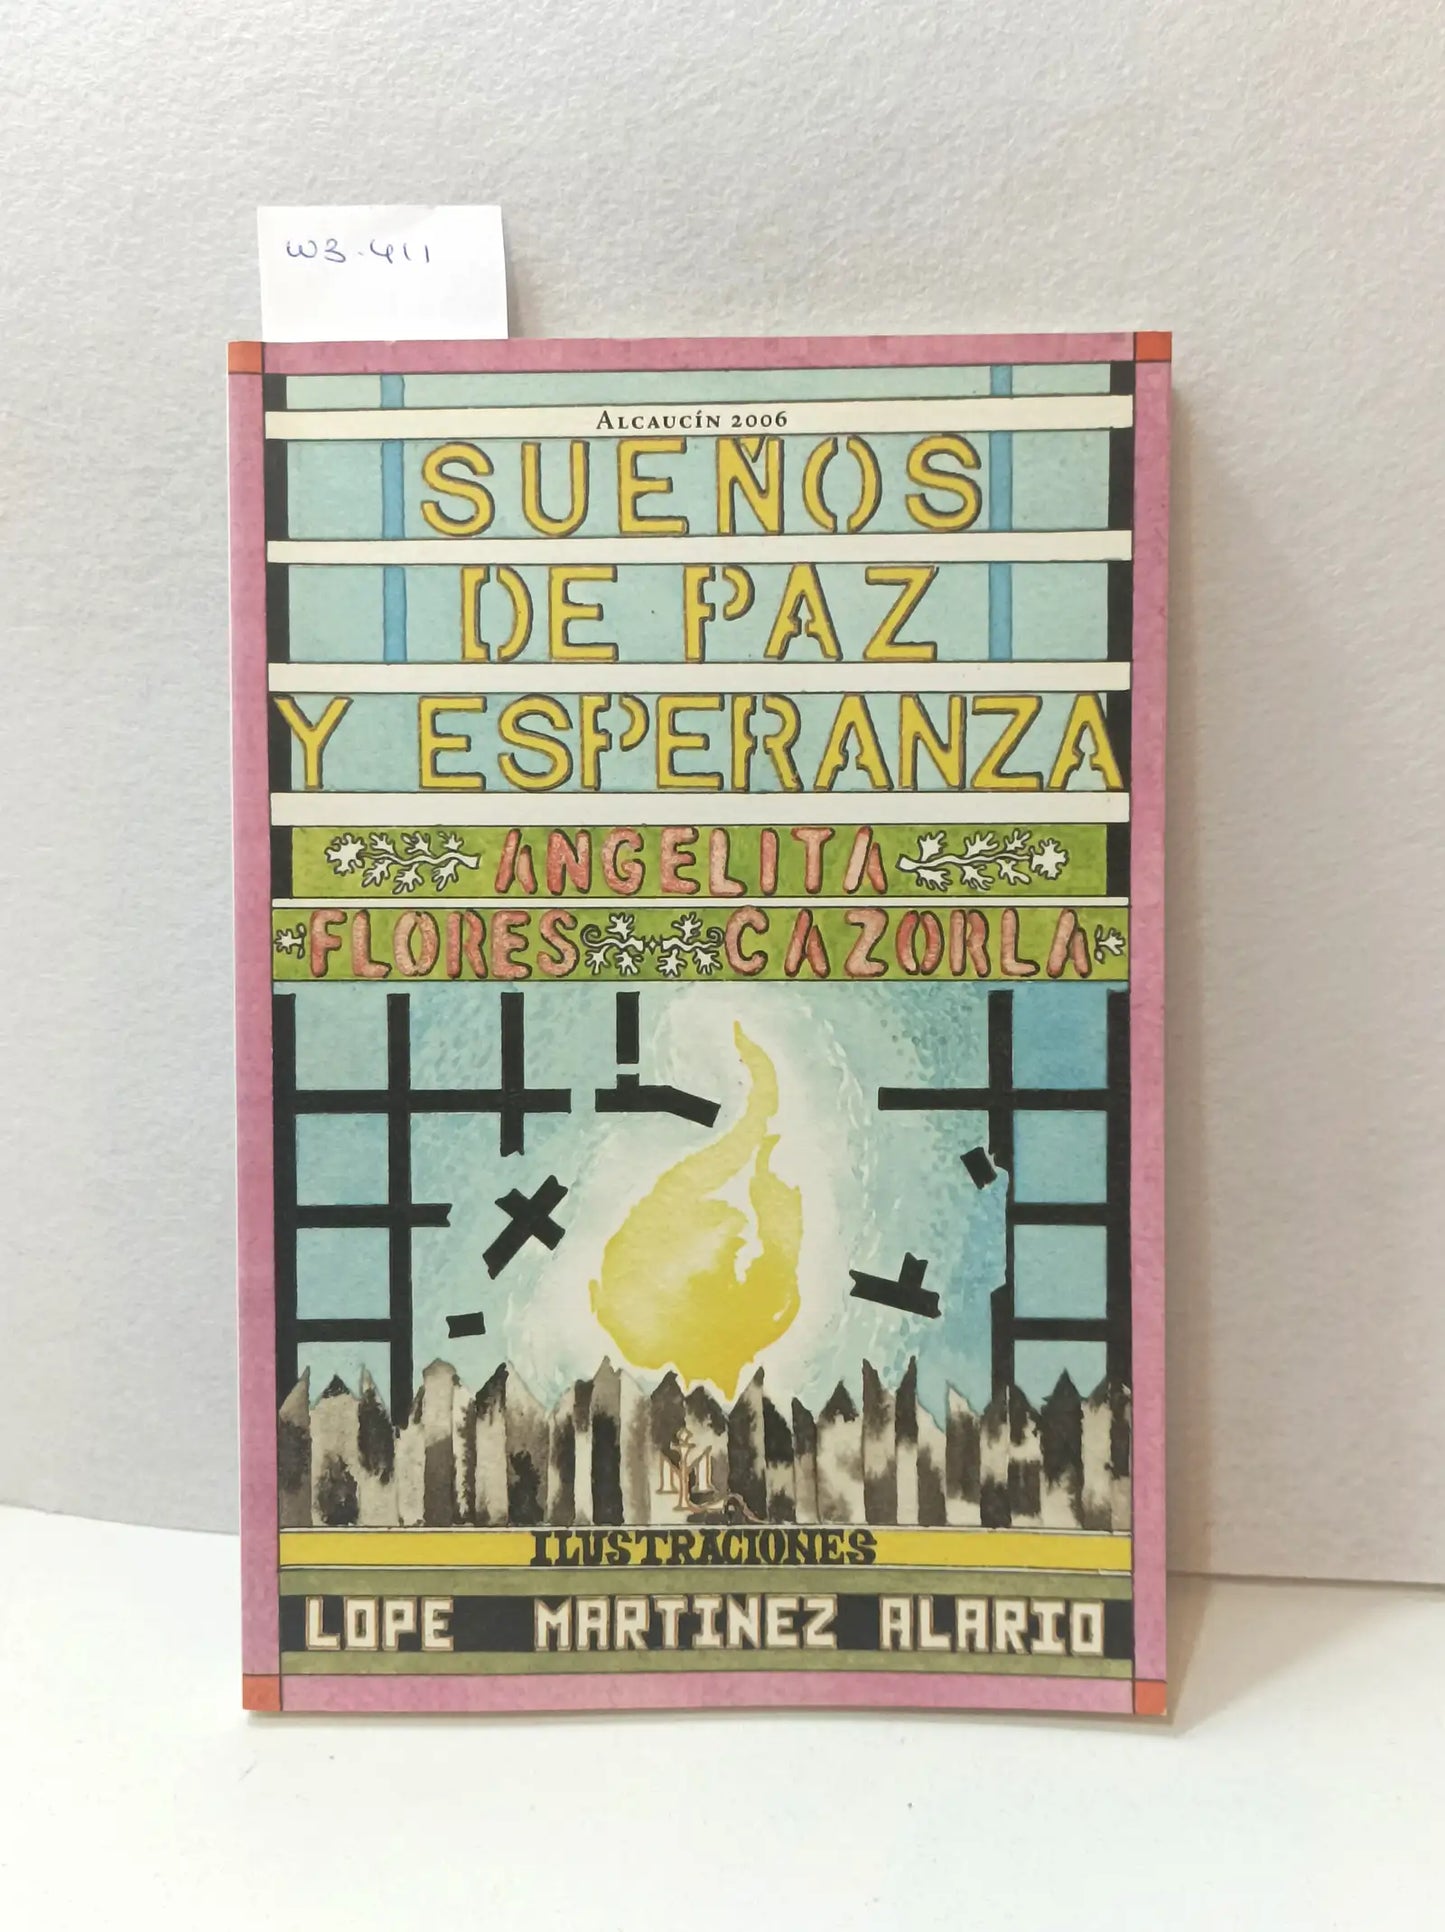 W3-411
ALCAUCÍN 2006
SUEÑOS
DE PAZ
Y ESPERANZA
ANGELITA
FLORES CAZORLA
ILUSTRACIONES
LOPE MARTINEZ ALARIO